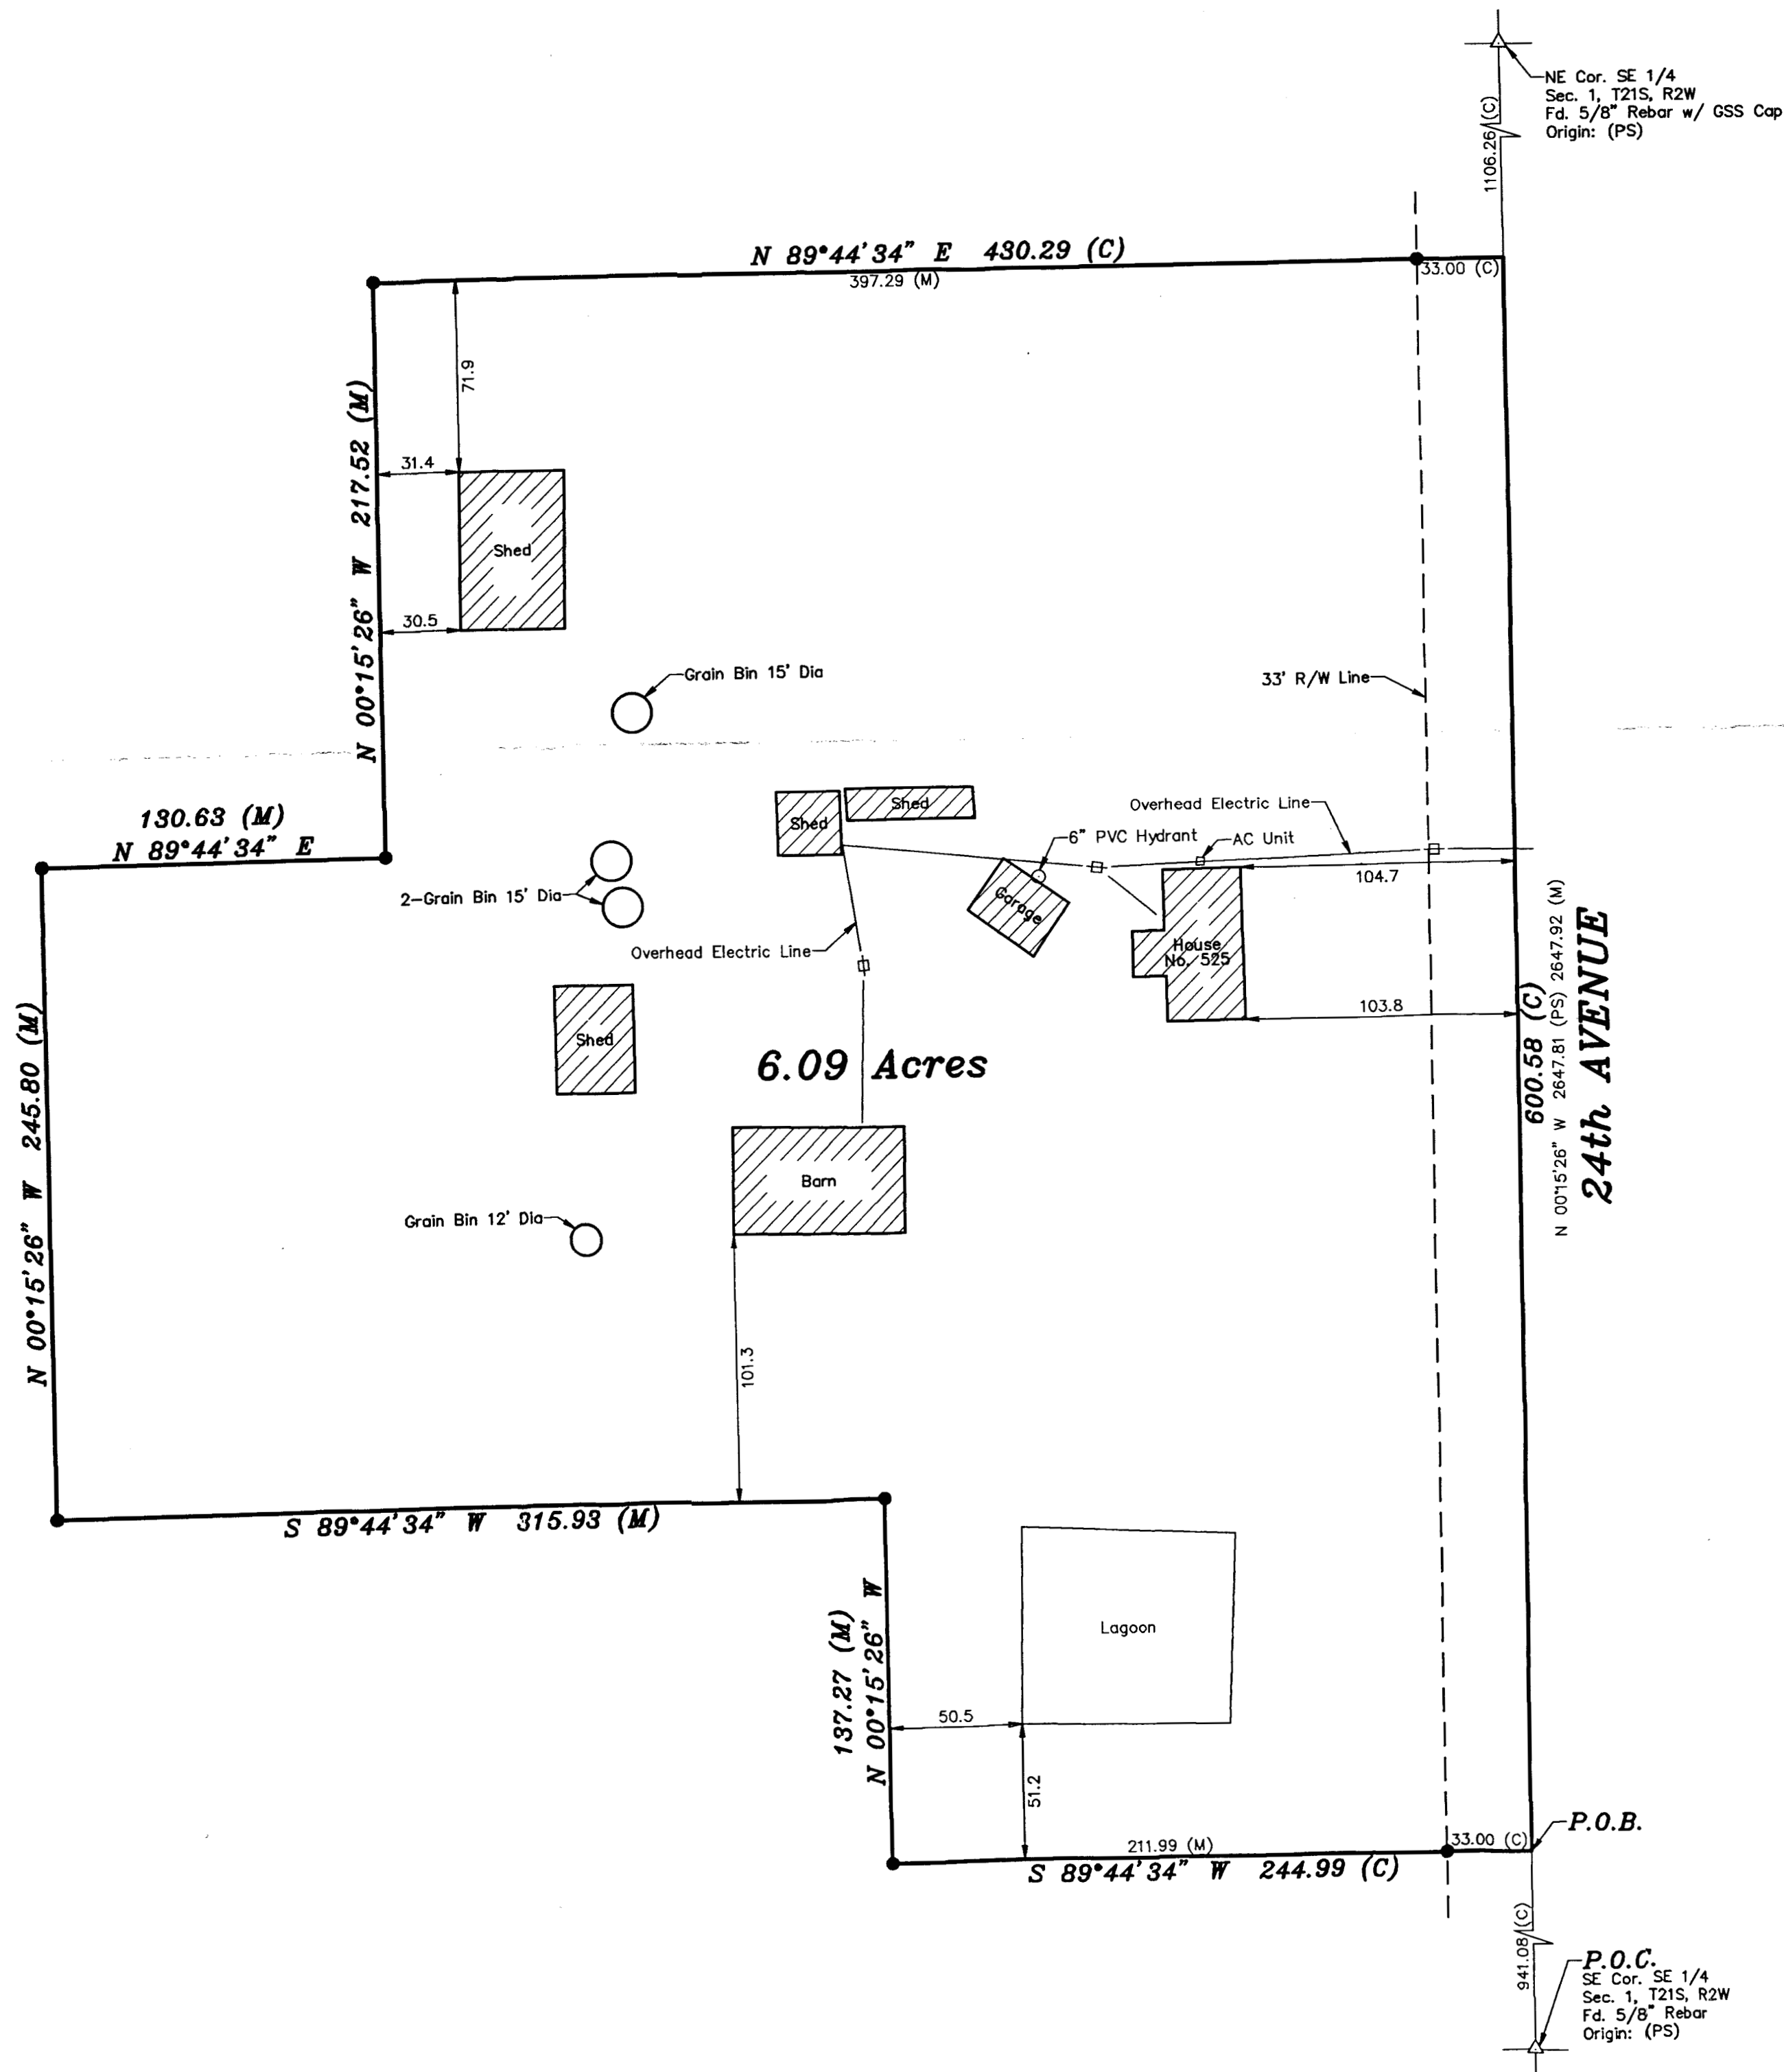 NE Cor. SE 1/4
Sec. 1, T21S, R2W
Fd. 5/8" Rebar w/ GSS Cap
Origin: (PS)
1106.26 (C)
N 89°44'34" E 430.29 (C)
397.29 (M)
33.00 (C)
71.9
N 00°15'26" W 217.52 (M)
31.4
Shed
30.5
Grain Bin 15' Dia
33' R/W Line
130.63 (M)
N 89°44'34" E
Shed
Shed
Overhead Electric Line
6" PVC Hydrant
AC Unit
104.7
2-Grain Bin 15' Dia
Garage
Overhead Electric Line
House
No. 525
103.8
Shed
6.09 Acres
N 00°15'26" W 245.80 (M)
600.58 (C)
N 00°15'26" W 2647.81 (PS) 2647.92 (M)
24th AVENUE
Barn
Grain Bin 12' Dia
101.3
S 89°44'34" W 315.93 (M)
137.27 (M)
N 00°15'26" W
Lagoon
50.5
51.2
211.99 (M)
33.00 (C)
P.O.B.
S 89°44'34" W 244.99 (C)
941.08 (C)
P.O.C.
SE Cor. SE 1/4
Sec. 1, T21S, R2W
Fd. 5/8" Rebar
Origin: (PS)